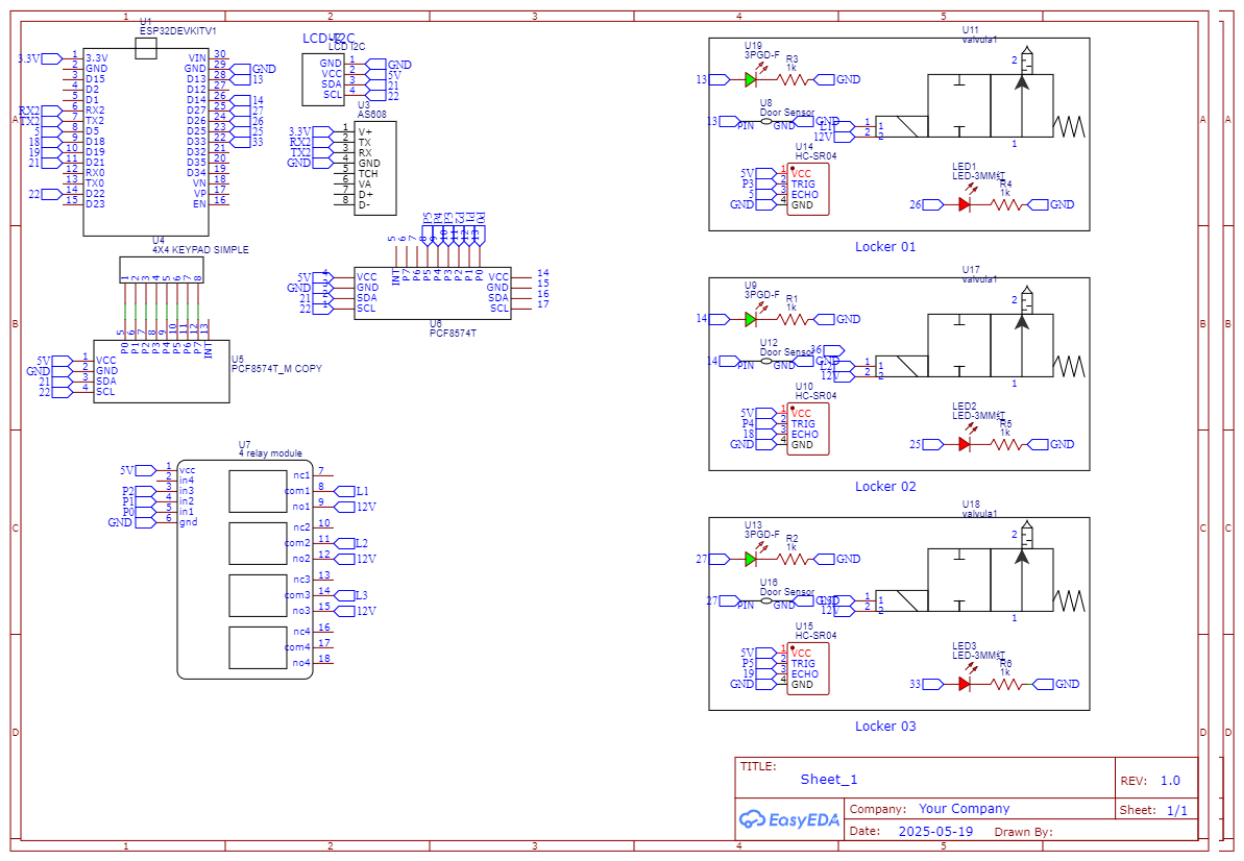 1 2 3 4 5
A B C D
U1
ESP32DEVKITV1
3.3V 1 3.3V VIN 30
2 GND GND 29 GND
3 D15 D13 28 13
4 D2 D12 27
5 D1 D14 26 14
RX2 6 RX2 D27 25 27
TX2 7 TX2 D26 24 26
5 8 D5 D25 23 25
18 9 D18 D33 22 33
19 10 D19 D32 21
21 11 D21 D35 20
12 RX0 D34 19
13 TX0 VN 18
22 14 D22 VP 17
15 D23 EN 16
LCD-I2C
LCD I2C
GND 1 GND
VCC 2 5V
SDA 3 21
SCL 4 22
U3
AS608
3.3V 1 V+
RX2 2 TX
TX2 3 RX
GND 4 GND
5 TCH
6 VA
7 D+
8 D-
U4
4X4 KEYPAD SIMPLE
1 2 3 4 5 6 7 8
5 6 7 8 9 10 11 12 13
P0 P1 P2 P3 P4 P5 P6 P7 INT
U5
PCF8574T_M COPY
5V 1 VCC
GND 2 GND
21 3 SDA
22 4 SCL
P5 P4 P3 P2 P1 P0
5 6 7 8 9 10 11 12 13
INT P7 P6 P5 P4 P3 P2 P1 P0
5V 4 VCC VCC 14
GND 3 GND GND 15
21 2 SDA SDA 16
22 1 SCL SCL 17
U6
PCF8574T
U7
4 relay module
5V 1 vcc
2 in4
P2 3 in3
P1 4 in2
P0 5 in1
GND 6 gnd
nc1 7
com1 8 L1
no1 9 12V
nc2 10
com2 11 L2
no2 12 12V
nc3 13
com3 14 L3
no3 15 12V
nc4 16
com4 17
no4 18
U11
valvula1
U19
3PGD-F
R3
1k
13 GND
U8
Door Sensor
13 PIN GND GND
12V
1 1
2 2
2
1
U14
HC-SR04
5V 1 VCC
P3 2 TRIG
5 3 ECHO
GND 4 GND
LED1
LED-3MM/IT
R4
1k
26 GND
Locker 01
U17
valvula1
U9
3PGD-F
R1
1k
14 GND
U12
Door Sensor
36
14 PIN GND GND
12V
1 1
2 2
2
1
U10
HC-SR04
5V 1 VCC
P4 2 TRIG
18 3 ECHO
GND 4 GND
LED2
LED-3MM/IT
R5
1k
25 GND
Locker 02
U18
valvula1
U13
3PGD-F
R2
1k
27 GND
U16
Door Sensor
27 PIN GND
12V
1 1
2 2
2
1
U15
HC-SR04
5V 1 VCC
P5 2 TRIG
19 3 ECHO
GND 4 GND
LED3
LED-3MM/IT
R6
1k
33 GND
Locker 03
TITLE:
Sheet_1
REV: 1.0
EasyEDA
Company: Your Company
Sheet: 1/1
Date: 2025-05-19 Drawn By:
A B C D
A B C D
1 2 3 4 5